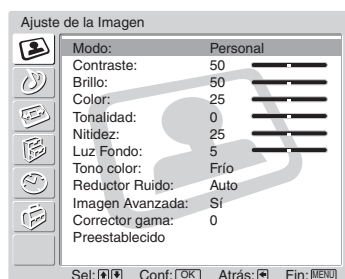 Ajuste de la Imagen
Modo: Personal
Contraste: 50
Brillo: 50
Color: 25
Tonalidad: 0
Nitidez: 25
Luz Fondo: 5
Tono color: Frío
Reductor Ruido: Auto
Imagen Avanzada: Sí
Corrector gama: 0
Preestablecido
Sel: Conf: OK Atrás: Fin: MENU